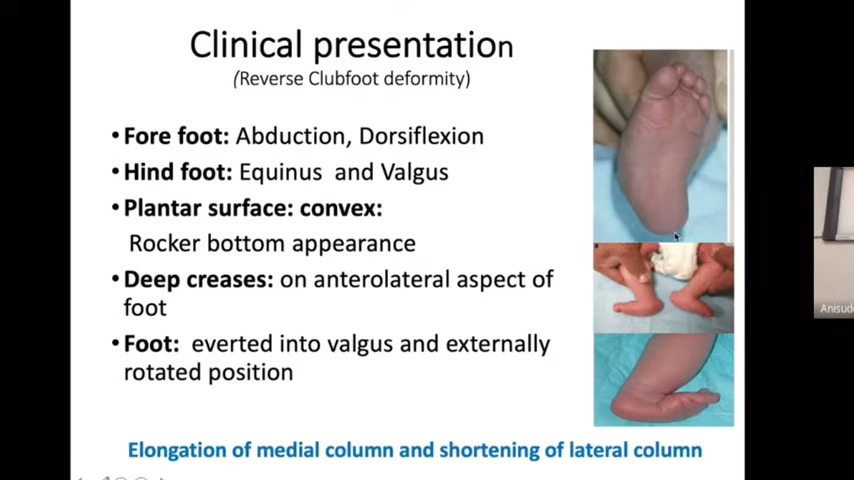 Clinical presentation
(Reverse Clubfoot deformity)
•Fore foot: Abduction, Dorsiflexion
•Hind foot: Equinus and Valgus
•Plantar surface: convex:
Rocker bottom appearance
•Deep creases: on anterolateral aspect of
foot
•Foot: everted into valgus and externally
rotated position
Elongation of medial column and shortening of lateral column